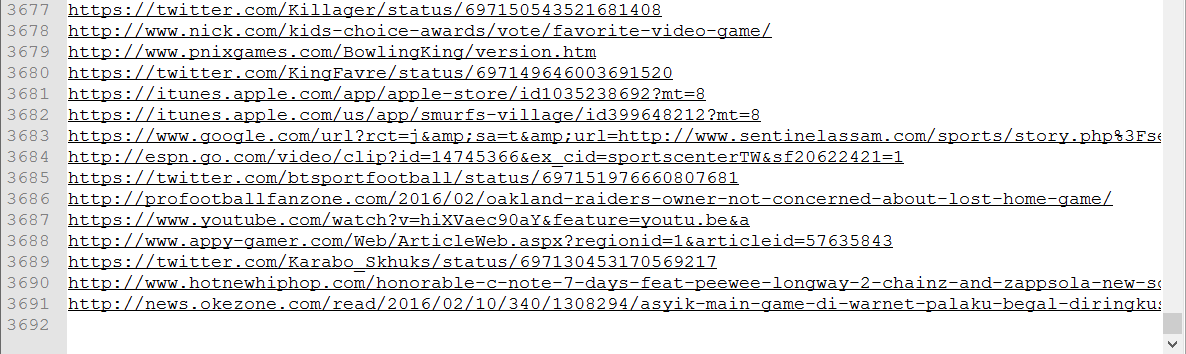 3677 https://twitter.com/Killager/status/697150543521681408
3678 http://www.nick.com/kids-choice-awards/vote/favorite-video-game/
3679 http://www.pnixgames.com/BowlingKing/version.htm
3680 https://twitter.com/KingFavre/status/697149646003691520
3681 https://itunes.apple.com/app/apple-store/id1035238692?mt=8
3682 https://itunes.apple.com/us/app/smurfs-village/id399648212?mt=8
3683 https://www.google.com/url?rct=j&amp;sa=t&amp;url=http://www.sentinelassam.com/sports/story.php%3Fse
3684 http://espn.go.com/video/clip?id=14745366&ex_cid=sportscenterTW&sf20622421=1
3685 https://twitter.com/btsportfootball/status/697151976660807681
3686 http://profootballfanzone.com/2016/02/oakland-raiders-owner-not-concerned-about-lost-home-game/
3687 https://www.youtube.com/watch?v=hiXVaec90aY&feature=youtu.be&a
3688 http://www.appy-gamer.com/Web/ArticleWeb.aspx?regionid=1&articleid=57635843
3689 https://twitter.com/Karabo_Skhuks/status/697130453170569217
3690 http://www.hotnewhiphop.com/honorable-c-note-7-days-feat-peewee-longway-2-chainz-and-zappsola-new-so
3691 http://news.okezone.com/read/2016/02/10/340/1308294/asyik-main-game-di-warnet-palaku-begal-diringkus
3692